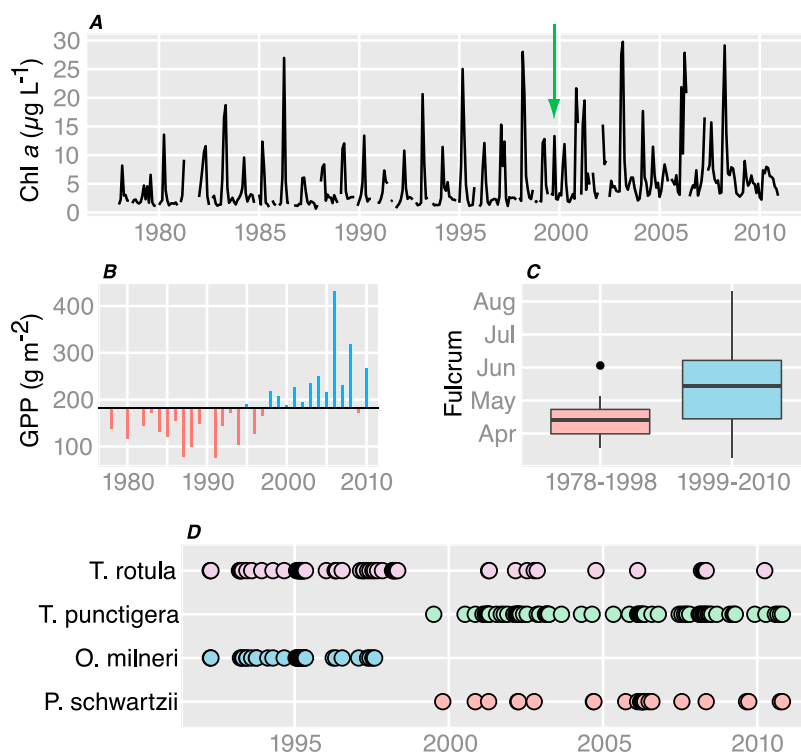 A
Chl a (µg L-1)
30
25
20
15
10
5
0
1980 1985 1990 1995 2000 2005 2010
B
GPP (g m-2)
400
300
200
100
1980 1990 2000 2010
C
Fulcrum
Aug
Jul
Jun
May
Apr
1978-1998 1999-2010
D
T. rotula
T. punctigera
O. milneri
P. schwartzii
1995 2000 2005 2010